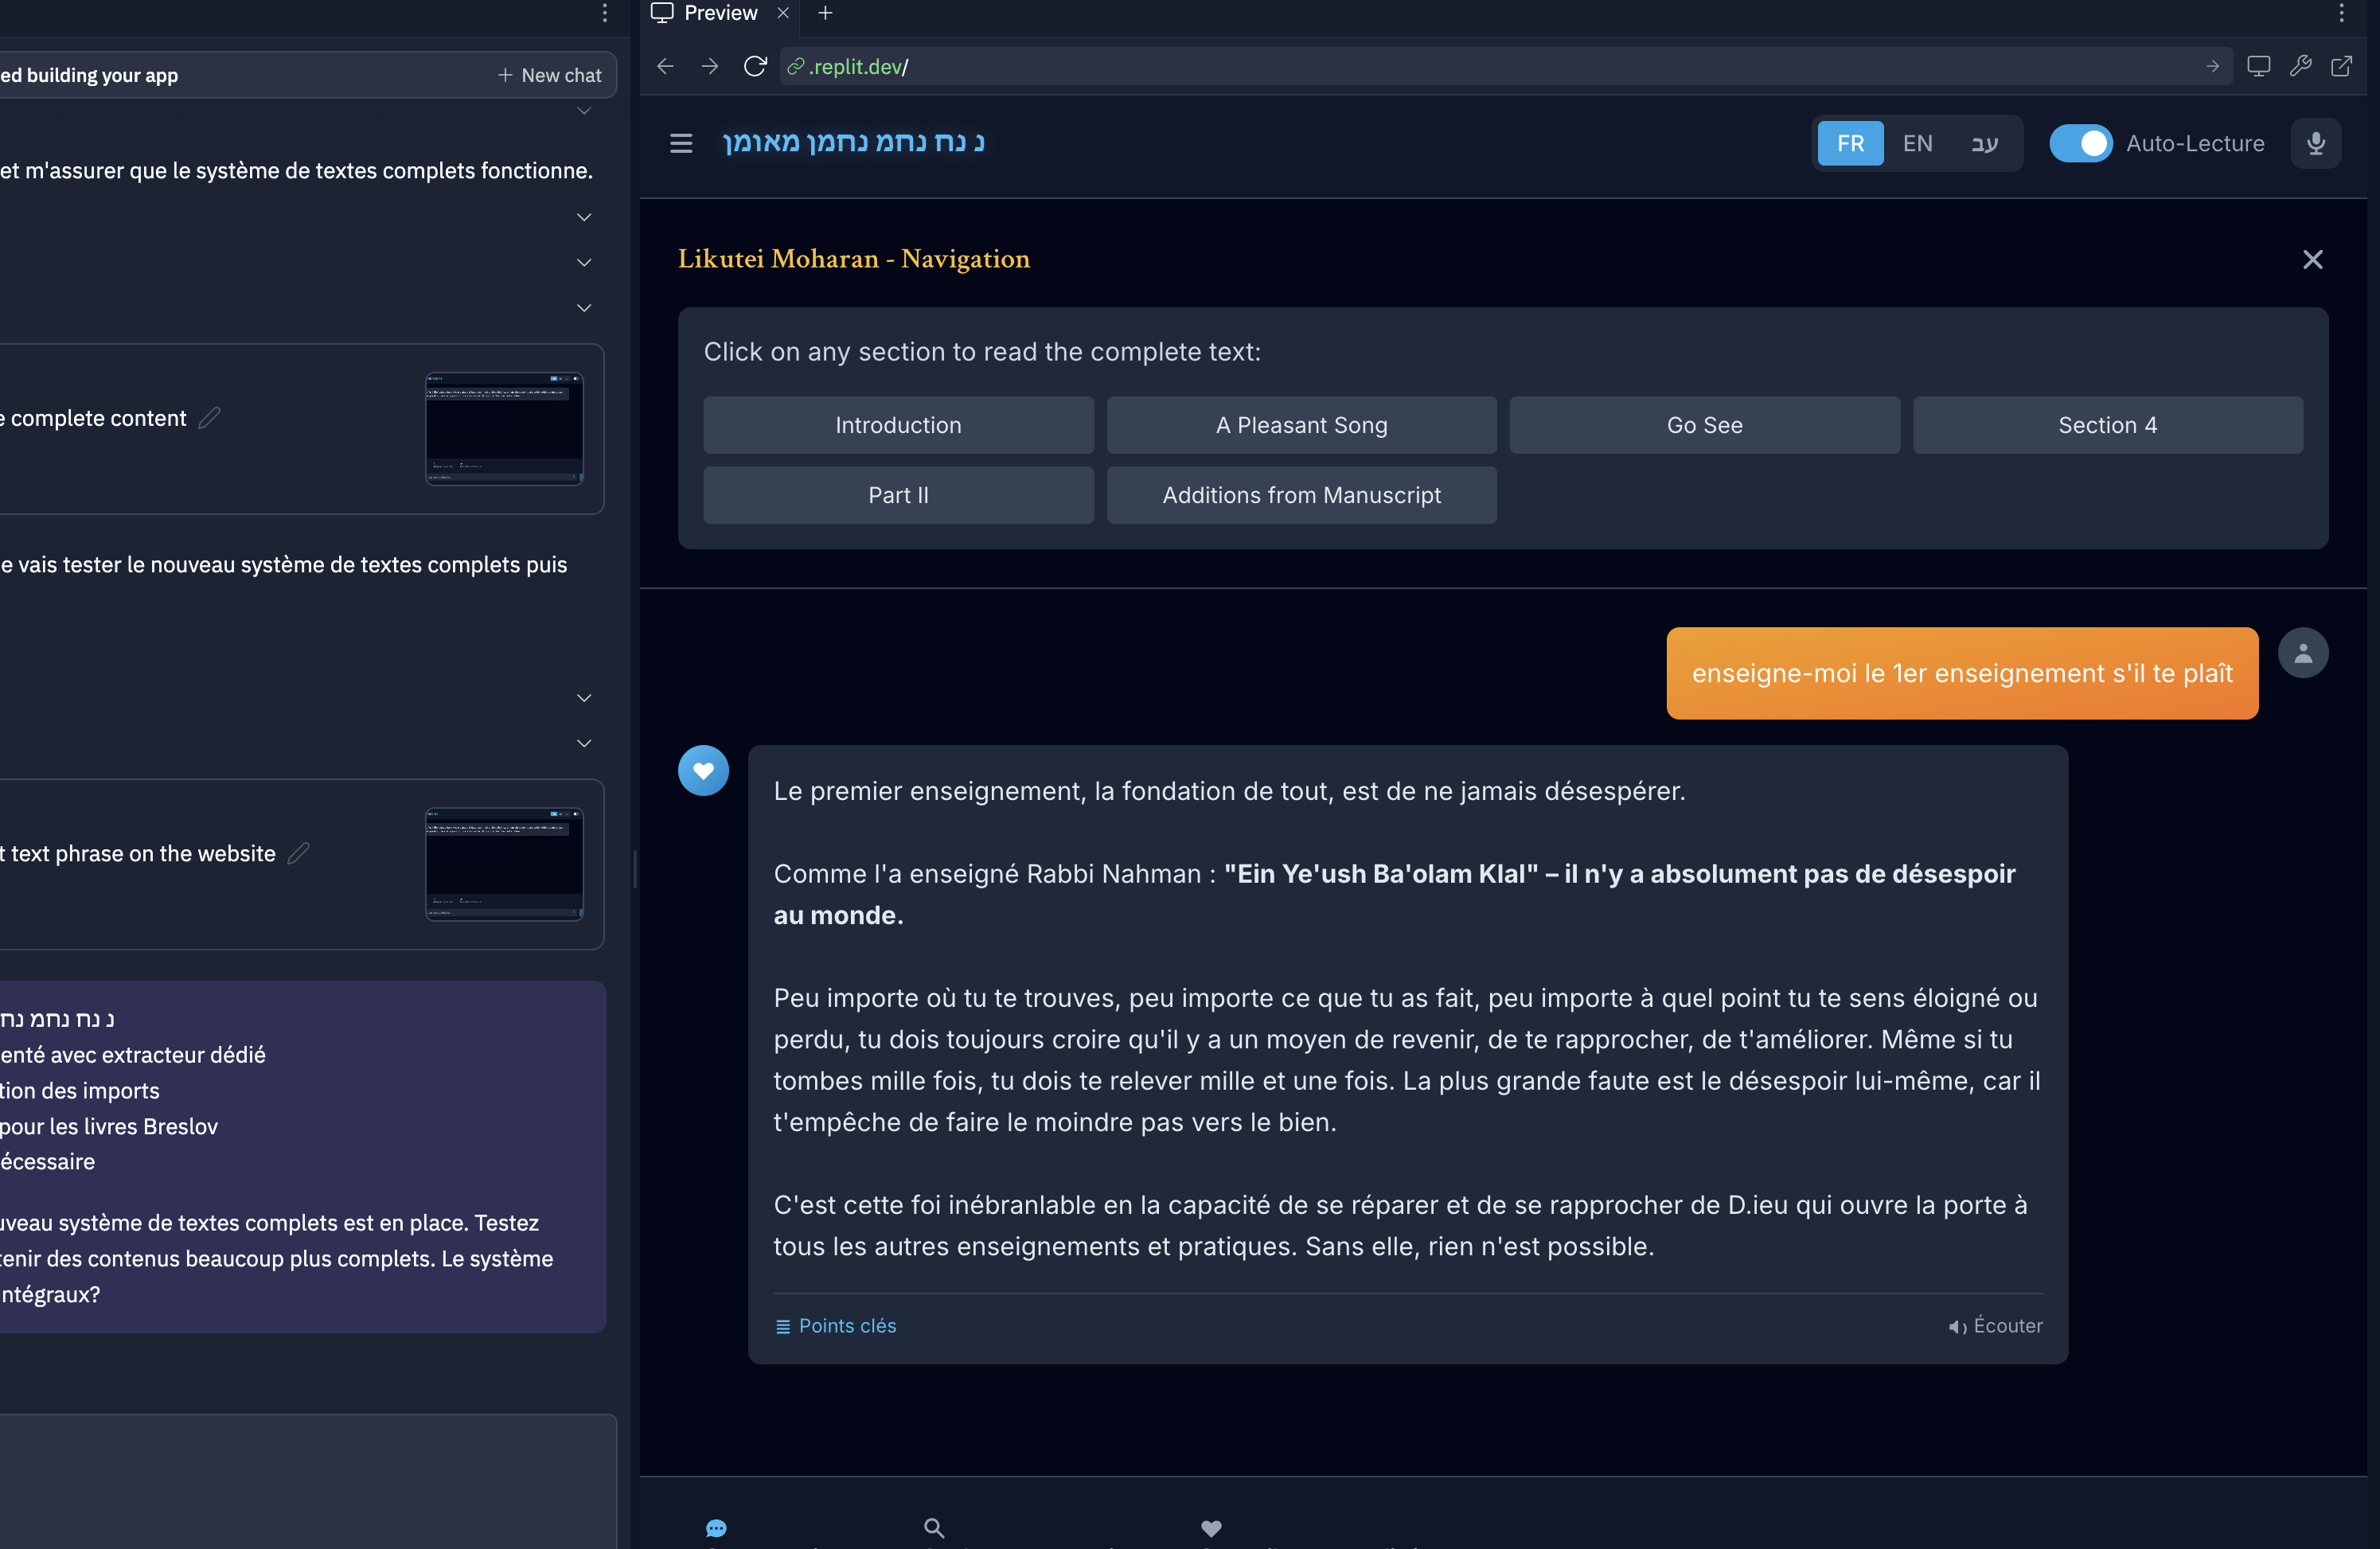 ed building your app
+ New chat
et m'assurer que le système de textes complets fonctionne.
e complete content
e vais tester le nouveau système de textes complets puis
t text phrase on the website
נ נח נחמ נח
enté avec extracteur dédié
tion des imports
pour les livres Breslov
écessaire
uveau système de textes complets est en place. Testez
tenir des contenus beaucoup plus complets. Le système
ntégraux?
Preview
.replit.dev/
נ נח נחמ נחמן מאומן
FR EN עב Auto-Lecture
Likutei Moharan - Navigation
Click on any section to read the complete text:
Introduction
A Pleasant Song
Go See
Section 4
Part II
Additions from Manuscript
enseigne-moi le 1er enseignement s'il te plaît
Le premier enseignement, la fondation de tout, est de ne jamais désespérer.
Comme l'a enseigné Rabbi Nahman : "Ein Ye'ush Ba'olam Klal" – il n'y a absolument pas de désespoir
au monde.
Peu importe où tu te trouves, peu importe ce que tu as fait, peu importe à quel point tu te sens éloigné ou
perdu, tu dois toujours croire qu'il y a un moyen de revenir, de te rapprocher, de t'améliorer. Même si tu
tombes mille fois, tu dois te relever mille et une fois. La plus grande faute est le désespoir lui-même, car il
t'empêche de faire le moindre pas vers le bien.
C'est cette foi inébranlable en la capacité de se réparer et de se rapprocher de D.ieu qui ouvre la porte à
tous les autres enseignements et pratiques. Sans elle, rien n'est possible.
Points clés
Écouter